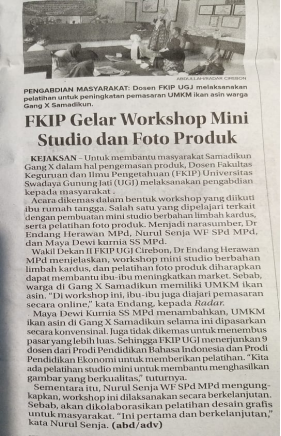 ABDULLAH/RADAR CIREBON
PENGABDIAN MASYARAKAT: Dosen FKIP UGJ melaksanakan
pelatihan untuk peningkatan pemasaran UMKM ikan asin warga
Gang X Samadikun.
FKIP Gelar Workshop Mini
Studio dan Foto Produk
KEJAKSAN – Untuk membantu masyarakat Samadikun
Gang X dalam hal pengemasan produk, Dosen Fakultas
Keguruan dan Ilmu Pengetahuan (FKIP) Universitas
Swadaya Gunung Jati (UGJ) melaksanakan pengabdian
kepada masyarakat .
Acara dikemas dalam bentuk workshop yang diikuti
ibu rumah tangga. Salah satu yang dipelajari terkait
dengan pembuatan mini studio berbahan limbah kardus,
serta pelatihan foto produk. Menjadi narasumber, Dr
Endang Herawan MPd, Nurul Senja WF SPd MPd,
dan Maya Dewi kurnia SS MPd.
Wakil Dekan II FKIP UGJ Cirebon, Dr Endang Herawan
MPd menjelaskan, workshop mini studio berbahan
limbah kardus, dan pelatihan foto produk diharapkan
dapat membantu ibu-ibu meningkatkan market. Sebab,
warga di Gang X Samadikun memiliki UMKM ikan
asin. "Di workshop ini, ibu-ibu juga diajari pemasaran
secara online," kata Endang, kepada Radar.
Maya Dewi Kurnia SS MPd menambahkan, UMKM
ikan asin di Gang X Samadikun selama ini dipasarkan
secara konvensional. Juga tidak dikemas untuk menembus
pasar yang lebih luas. Sehingga FKIP UGJ menerjunkan 9
dosen dari Prodi Pendidikan Bahasa Indonesia dan Prodi
Pendidikan Ekonomi untuk memberikan pelatihan. "Kita
ada pelatihan studio mini untuk membantu menghasilkan
gambar yang berkualitas," tuturnya.
Sementara itu, Nurul Senja WF SPd MPd mengung-
kapkan, workshop ini dilaksanakan secara berkelanjutan.
Sebab, akan dikolaborasikan pelatihan desain grafis
untuk masyarakat. "Ini pertama dan berkelanjutan,"
kata Nurul Senja. (abd/adv)